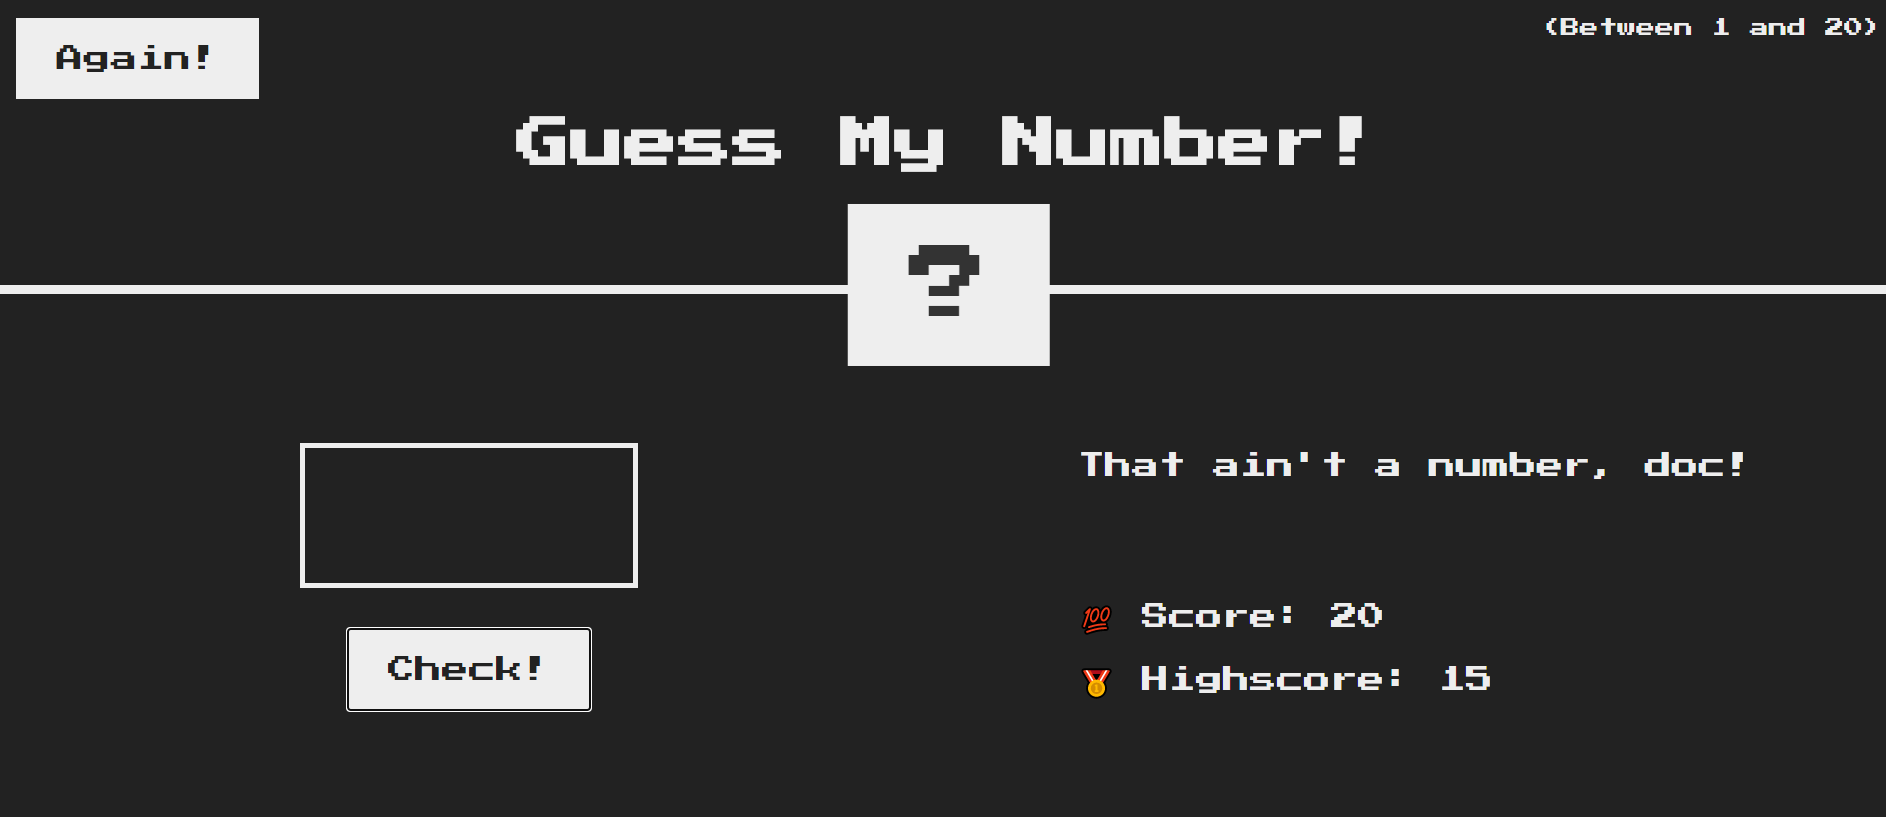 Again!
(Between 1 and 20)
Guess My Number!
?
That ain't a number, doc!
💯 Score: 20
Check!
🥇 Highscore: 15